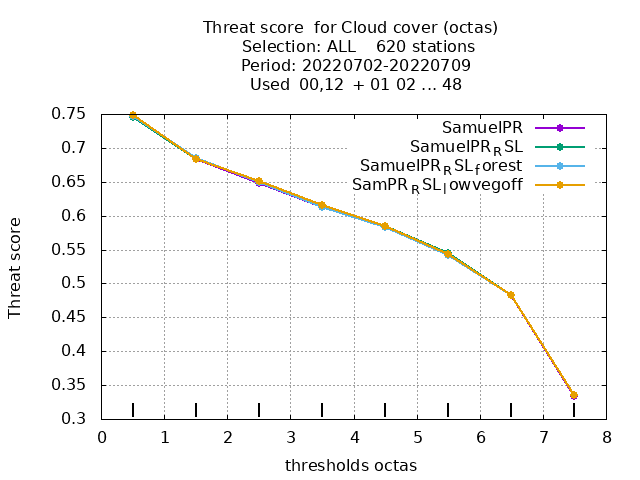 Threat score  for Cloud cover (octas)
Selection: ALL    620 stations
Period: 20220702-20220709
Used  00,12  + 01 02 ... 48
SamuelPR
SamuelPR_RSL
SamuelPR_RSL_forest
SamPR_RSL_lowvegoff
Threat score
0.75
0.7
0.65
0.6
0.55
0.5
0.45
0.4
0.35
0.3
0 1 2 3 4 5 6 7 8
thresholds octas